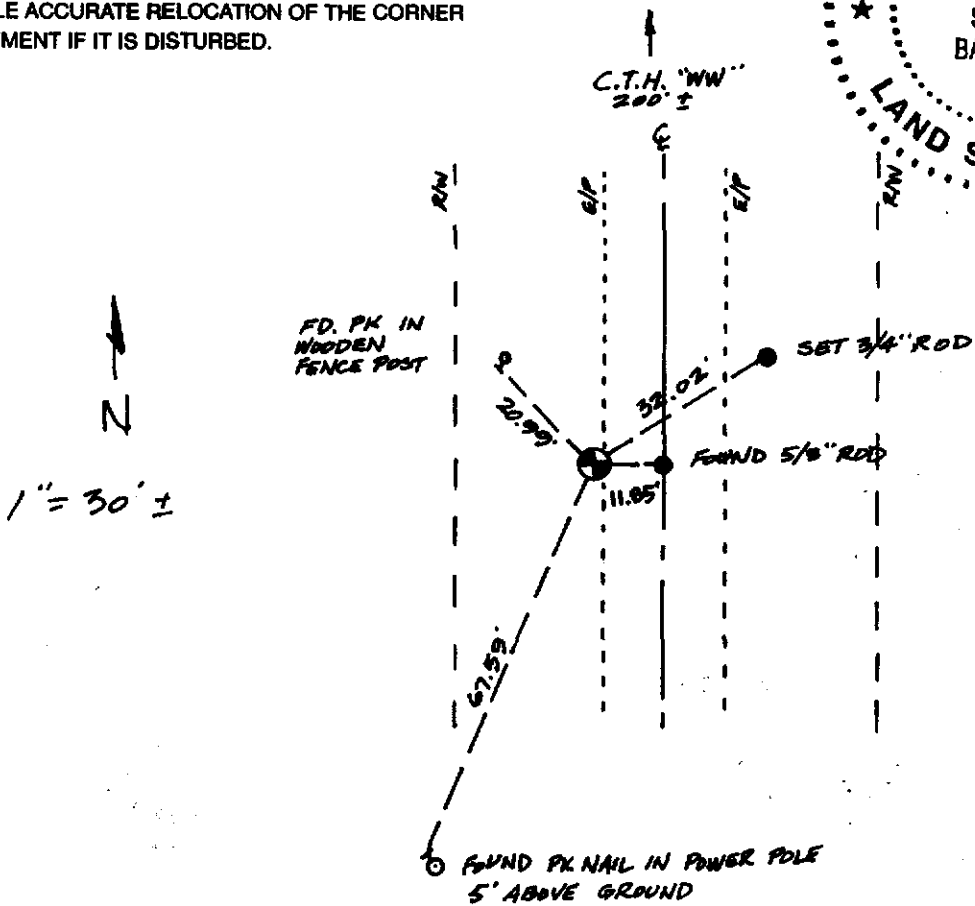 LE ACCURATE RELOCATION OF THE CORNER
MENT IF IT IS DISTURBED.
BA
LAND S
C.T.H. "WW"
200' ±
℄
R/W
E/P
E/P
R/W
FD. PK IN
WOODEN
FENCE POST
SET 3/4" ROD
32.02'
20.99'
N
FOUND 5/8" ROD
11.85'
1" = 30' ±
67.59'
FOUND PK NAIL IN POWER POLE
5' ABOVE GROUND